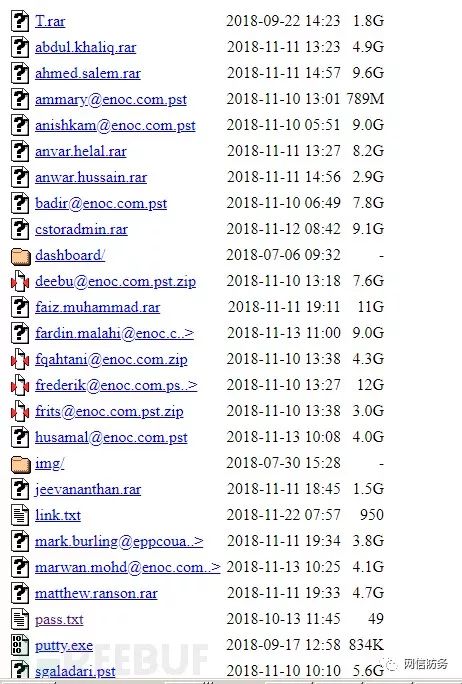 T.rar 2018-09-22 14:23 1.8G
abdul.khaliq.rar 2018-11-11 13:23 4.9G
ahmed.salem.rar 2018-11-11 14:57 9.6G
ammary@enoc.com.pst 2018-11-10 13:01 789M
anishkam@enoc.com.pst 2018-11-10 05:51 9.0G
anvar.helal.rar 2018-11-11 13:27 8.2G
anwar.hussain.rar 2018-11-11 14:56 2.9G
badir@enoc.com.pst 2018-11-10 06:49 7.8G
cstoradmin.rar 2018-11-12 08:42 9.1G
dashboard/ 2018-07-06 09:32 -
deebu@enoc.com.pst.zip 2018-11-10 13:18 7.6G
faiz.muhammad.rar 2018-11-11 19:11 11G
fardin.malahi@enoc.c..> 2018-11-13 11:00 9.0G
fqahtani@enoc.com.zip 2018-11-10 13:38 4.3G
frederik@enoc.com.ps..> 2018-11-10 13:27 12G
frits@enoc.com.pst.zip 2018-11-10 13:38 3.0G
husamal@enoc.com.pst 2018-11-13 10:08 4.0G
img/ 2018-07-30 15:28 -
jeevananthan.rar 2018-11-11 18:45 1.5G
link.txt 2018-11-22 07:57 950
mark.burling@eppcoua..> 2018-11-11 19:34 3.8G
marwan.mohd@enoc.com..> 2018-11-13 10:25 4.1G
matthew.ranson.rar 2018-11-11 19:33 4.7G
pass.txt 2018-10-13 11:45 49
putty.exe 2018-09-17 12:58 834K
REEBUF 网信防务
sgaladari.pst 2018-11-10 10:10 5.6G